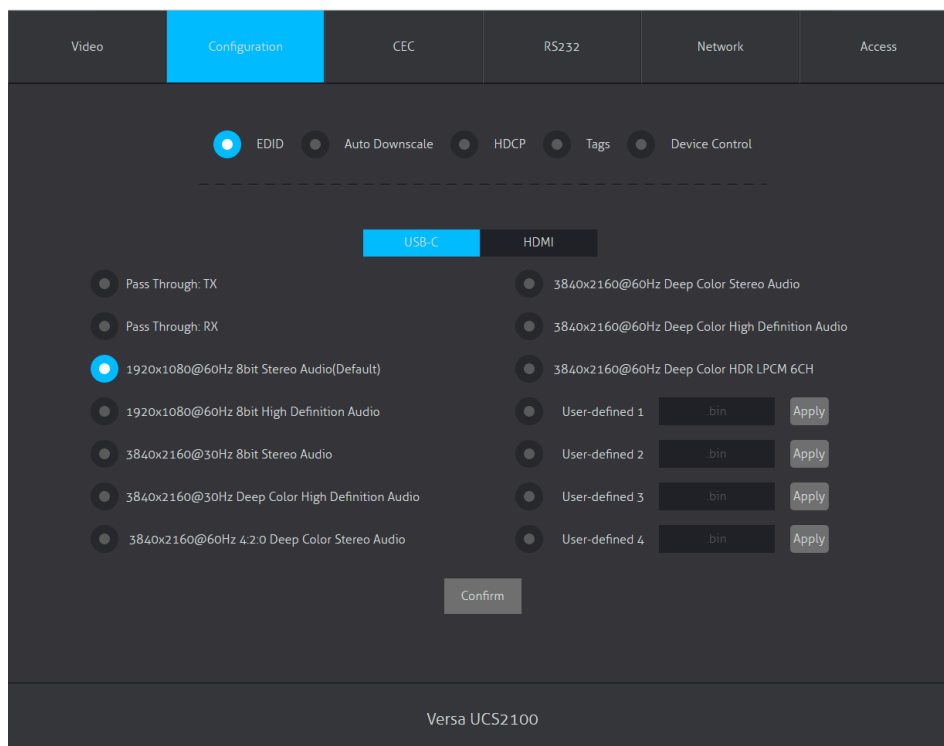 Video Configuration CEC RS232 Network Access
EDID Auto Downscale HDCP Tags Device Control
USB-C HDMI
Pass Through: TX
Pass Through: RX
1920x1080@60Hz 8bit Stereo Audio(Default)
1920x1080@60Hz 8bit High Definition Audio
3840x2160@30Hz 8bit Stereo Audio
3840x2160@30Hz Deep Color High Definition Audio
3840x2160@60Hz 4:2:0 Deep Color Stereo Audio
3840x2160@60Hz Deep Color Stereo Audio
3840x2160@60Hz Deep Color High Definition Audio
3840x2160@60Hz Deep Color HDR LPCM 6CH
User-defined 1 .bin Apply
User-defined 2 .bin Apply
User-defined 3 .bin Apply
User-defined 4 .bin Apply
Confirm
Versa UCS2100